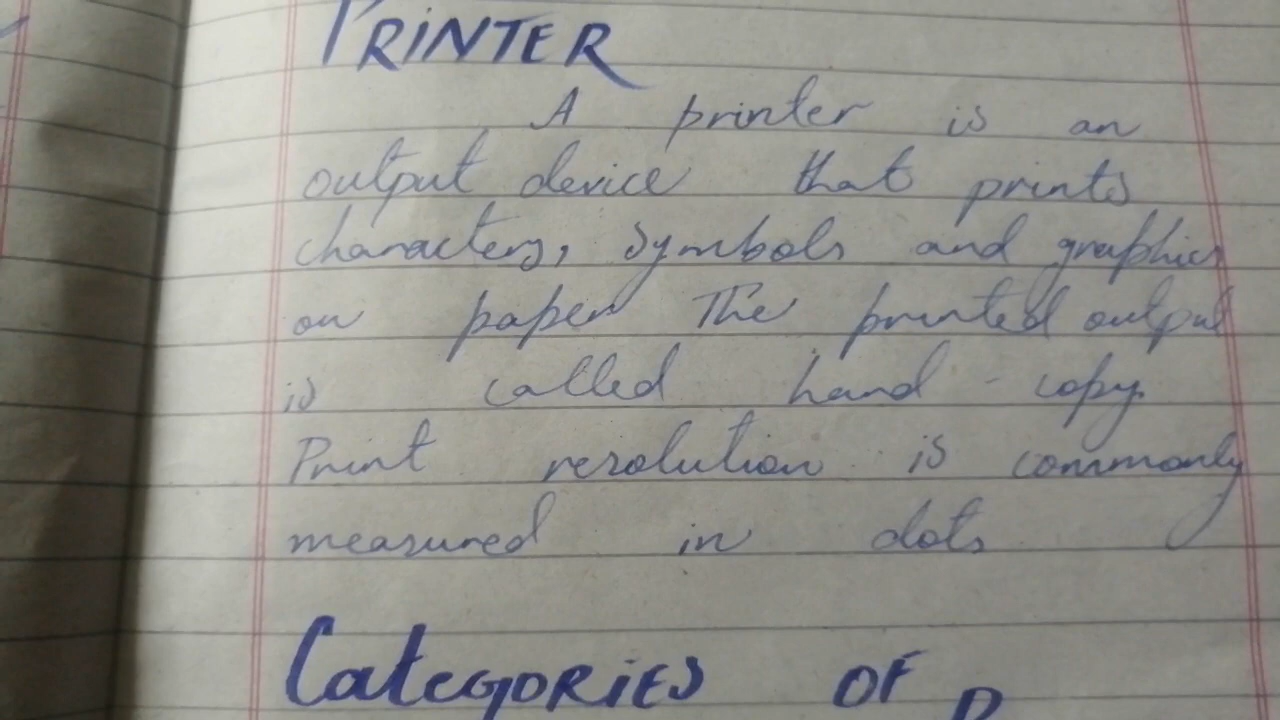 PRINTER
A printer is an
output device that prints
characters, symbols and graphics
on paper The printed output
is called hard - copy.
Print resolution is commonly
measured in dots
Categories of